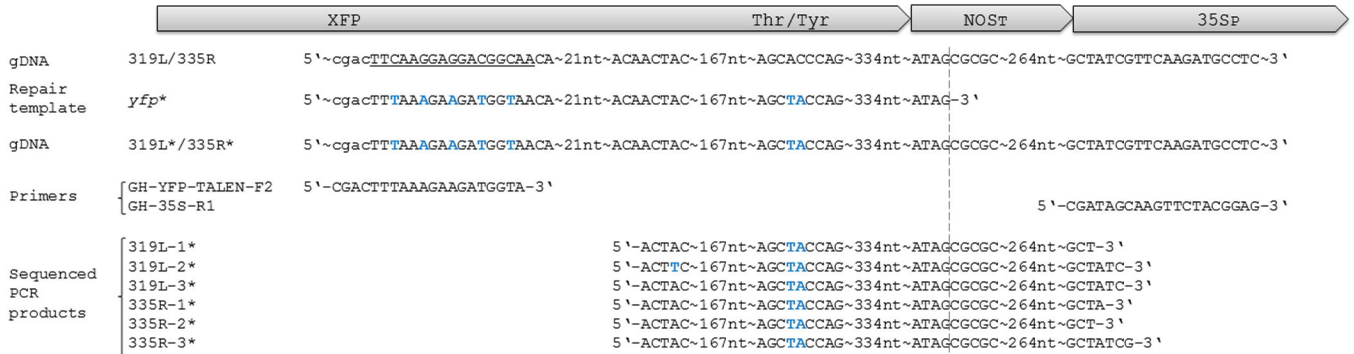 XFP Thr/Tyr NOST 35SP
gDNA 319L/335R 5'~cgacTTCAAGGAGGACGGCAACA~21nt~ACAACTAC~167nt~AGCACCCAG~334nt~ATAGCGCGC~264nt~GCTATCGTTCAAGATGCCTC~3'
Repair template yfp* 5'~cgacTTTAAAGAAGATGGTAACA~21nt~ACAACTAC~167nt~AGCTACCAG~334nt~ATAG-3'
gDNA 319L*/335R* 5'~cgacTTTAAAGAAGATGGTAACA~21nt~ACAACTAC~167nt~AGCTACCAG~334nt~ATAGCGCGC~264nt~GCTATCGTTCAAGATGCCTC~3'
Primers
GH-YFP-TALEN-F2 5'-CGACTTTAAAGAAGATGGTA-3'
GH-35S-R1 5'-CGATAGCAAGTTCTACGGAG-3'
Sequenced PCR products
319L-1* 5'-ACTAC~167nt~AGCTACCAG~334nt~ATAGCGCGC~264nt~GCT-3'
319L-2* 5'-ACTTC~167nt~AGCTACCAG~334nt~ATAGCGCGC~264nt~GCTATC-3'
319L-3* 5'-ACTAC~167nt~AGCTACCAG~334nt~ATAGCGCGC~264nt~GCTATC-3'
335R-1* 5'-ACTAC~167nt~AGCTACCAG~334nt~ATAGCGCGC~264nt~GCTA-3'
335R-2* 5'-ACTAC~167nt~AGCTACCAG~334nt~ATAGCGCGC~264nt~GCT-3'
335R-3* 5'-ACTAC~167nt~AGCTACCAG~334nt~ATAGCGCGC~264nt~GCTATCG-3'